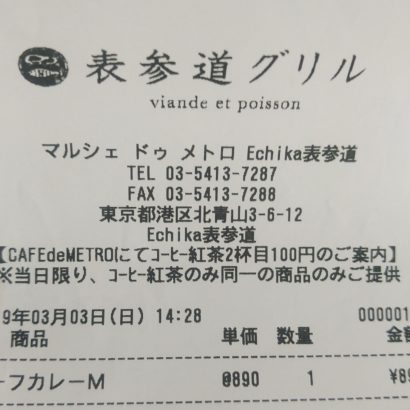 表参道グリル
viande et poisson
マルシェ ドゥ メトロ Echika表参道
TEL 03-5413-7287
FAX 03-5413-7288
東京都港区北青山3-6-12
Echika表参道
【CAFEdeMETROにてｺｰﾋｰ紅茶2杯目100円のご案内】
※当日限り、ｺｰﾋｰ紅茶のみ同一の商品のみご提供
9年03月03日(日) 14:28 000001
商品 単価 数量 金
ｰフカレーM @890 1 ¥89